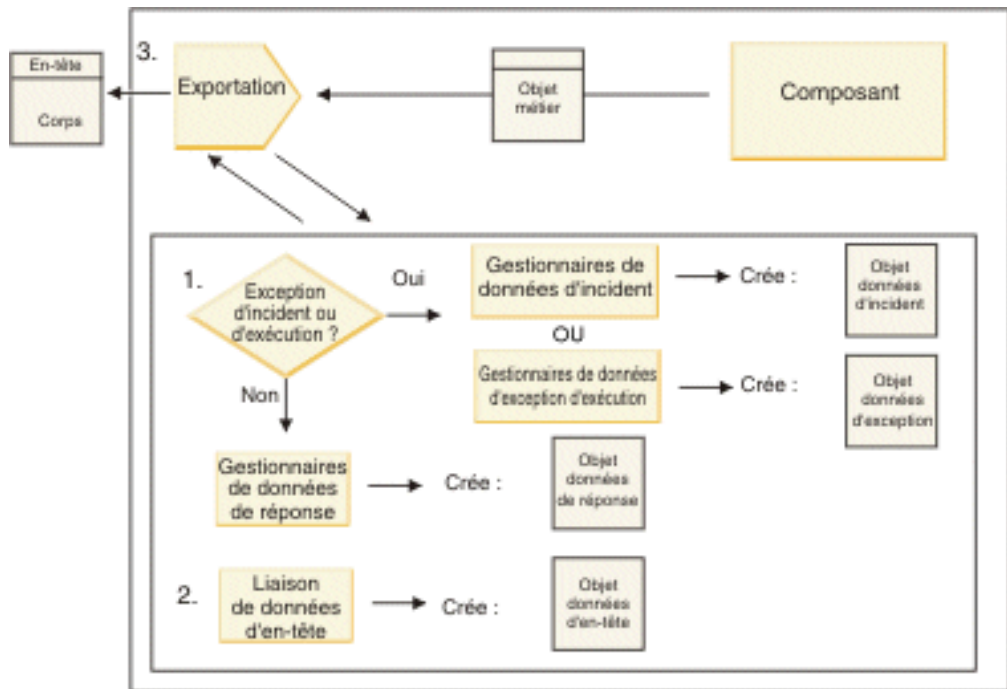 3.
En-tête
Corps
Exportation
Objet
métier
Composant
1.
Exception
d'incident ou
d'exécution ?
Oui
Gestionnaires de
données d'incident
Crée :
Objet
données
d'incident
OU
Gestionnaires de données
d'exception d'exécution
Crée :
Objet
données
d'exception
Non
Gestionnaires
de données
de réponse
Crée :
Objet
données
de réponse
2.
Liaison
de données
d'en-tête
Crée :
Objet
données
d'en-tête